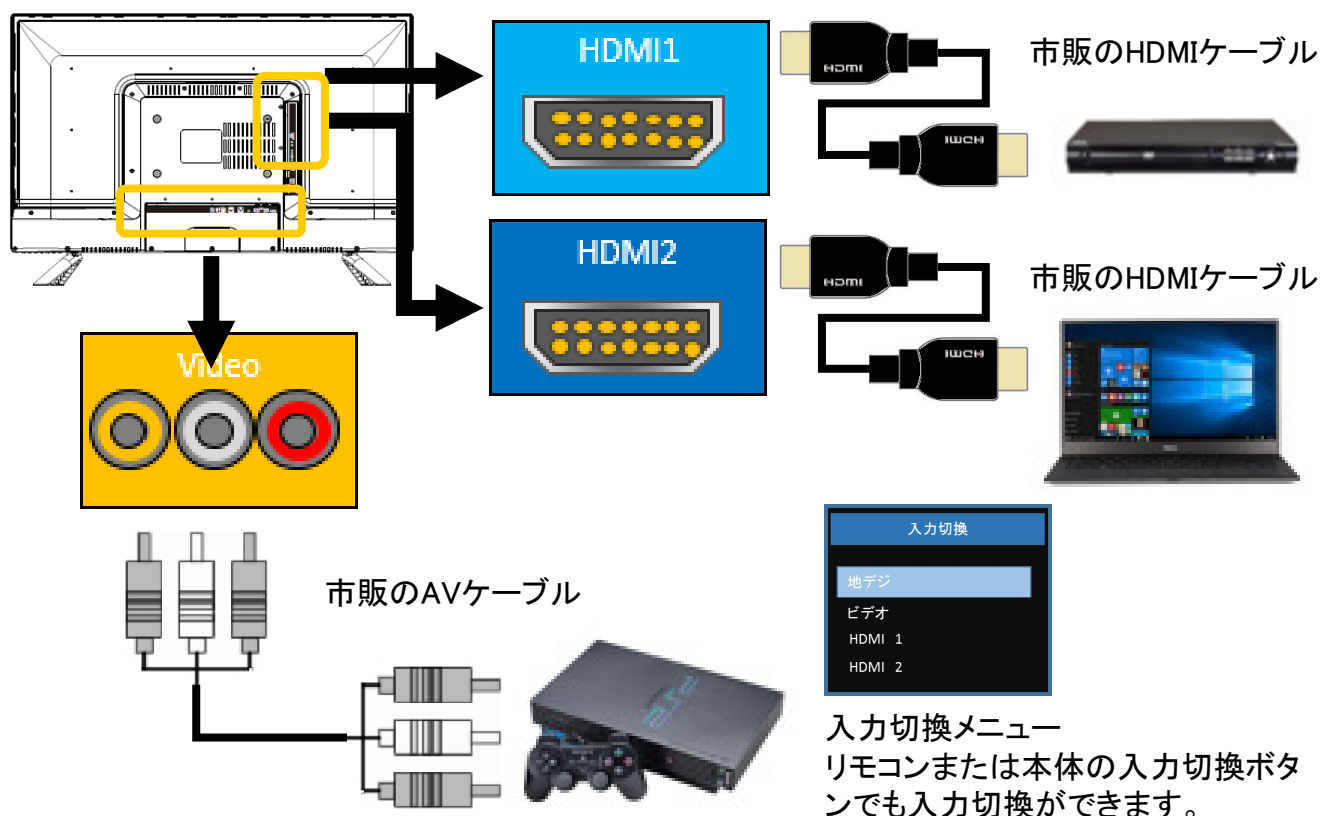 HDMI1
HDMI
HDMI
市販のHDMIケーブル
HDMI2
HDMI
HDMI
市販のHDMIケーブル
Video
市販のAVケーブル
入力切換
地デジ
ビデオ
HDMI 1
HDMI 2
入力切換メニュー
リモコンまたは本体の入力切換ボタ
ンでも入力切換ができます。